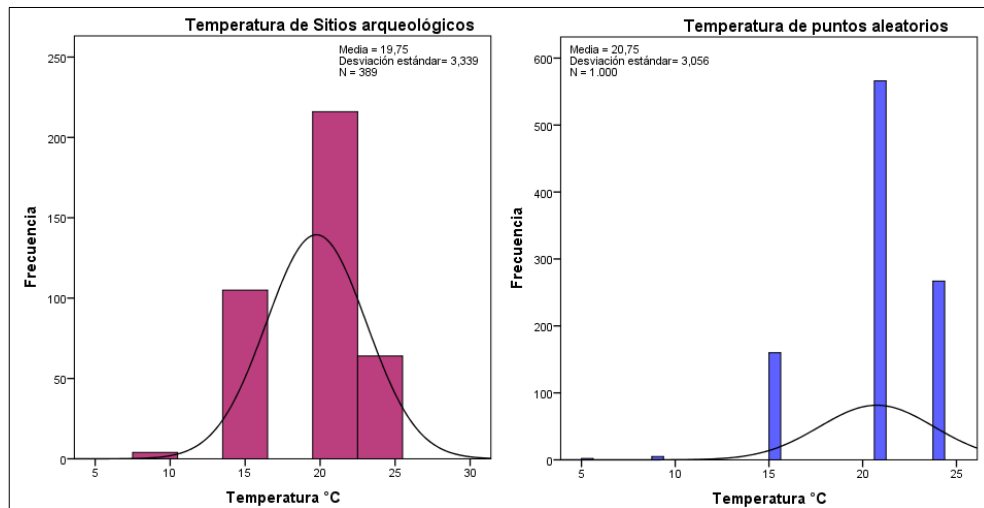 Temperatura de Sitios arqueológicos
Media = 19,75
Desviación estándar= 3,339
N = 389
250
200
150
100
50
0
Frecuencia
5 10 15 20 25 30
Temperatura °C
Temperatura de puntos aleatorios
Media = 20,75
Desviación estándar= 3,056
N = 1.000
600
500
400
300
200
100
0
Frecuencia
5 10 15 20 25
Temperatura °C